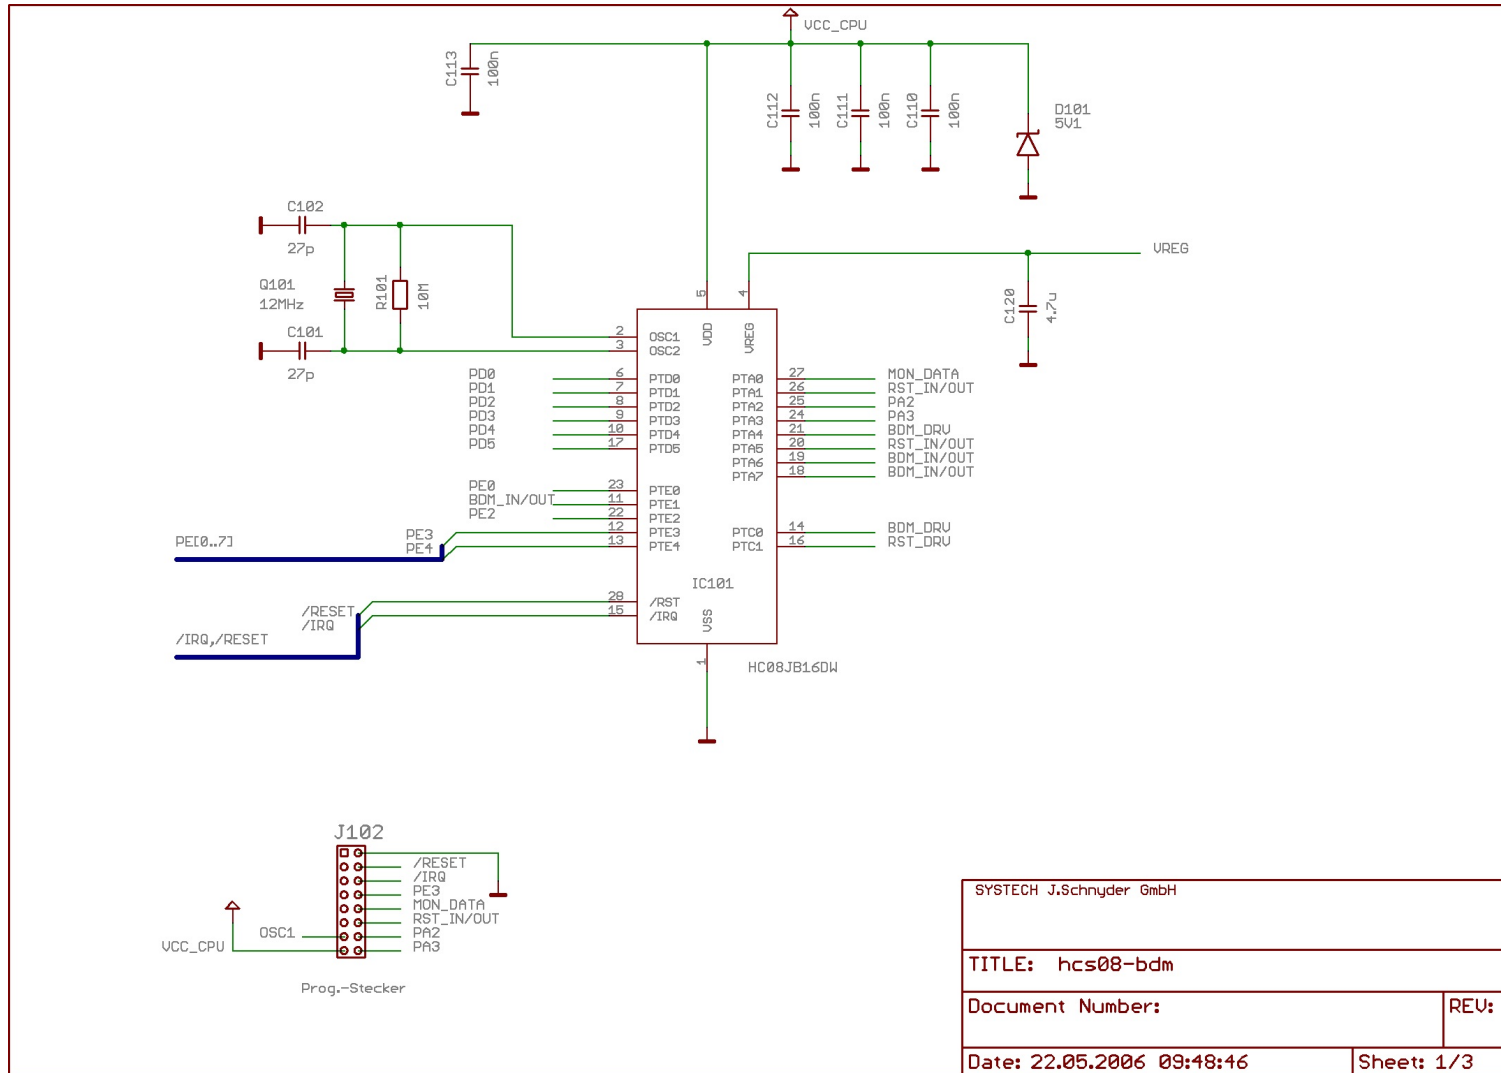 VCC_CPU
C113
100n
C112
100n
C111
100n
C110
100n
D101
5V1
C102
27p
Q101
12MHz
R101
10M
C101
27p
VREG
C120
4.7u
5
4
VDD
VREG
2
OSC1
3
OSC2
PD0 6 PTD0
PD1 7 PTD1
PD2 8 PTD2
PD3 9 PTD3
PD4 10 PTD4
PD5 17 PTD5
PTA0 27 MON_DATA
PTA1 26 RST_IN/OUT
PTA2 25 PA2
PTA3 24 PA3
PTA4 21 BDM_DRV
PTA5 20 RST_IN/OUT
PTA6 19 BDM_IN/OUT
PTA7 18 BDM_IN/OUT
PE0 23 PTE0
BDM_IN/OUT 11 PTE1
PE2 22 PTE2
PE3 12 PTE3
PE4 13 PTE4
PE[0..7]
PTC0 14 BDM_DRV
PTC1 16 RST_DRV
IC101
/RESET 28 /RST
/IRQ 15 /IRQ
/IRQ,/RESET
VSS
1
HC08JB16DW
J102
/RESET
/IRQ
PE3
MON_DATA
RST_IN/OUT
OSC1 PA2
VCC_CPU PA3
Prog.-Stecker
SYSTECH J.Schnyder GmbH
TITLE: hcs08-bdm
Document Number:
REV:
Date: 22.05.2006 09:48:46
Sheet: 1/3